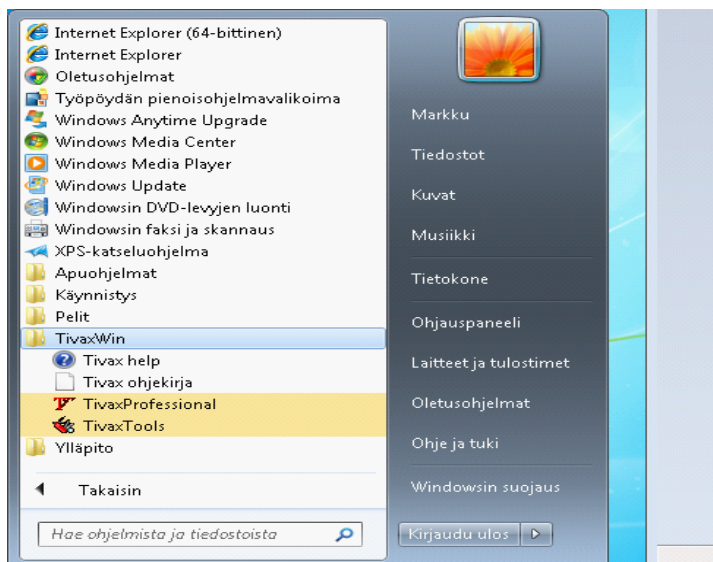 Internet Explorer (64-bittinen)
Internet Explorer
Oletusohjelmat
Työpöydän pienoisohjelmavalikoima
Windows Anytime Upgrade
Windows Media Center
Windows Media Player
Windows Update
Windowsin DVD-levyjen luonti
Windowsin faksi ja skannaus
XPS-katseluohjelma
Apuohjelmat
Käynnistys
Pelit
TivaxWin
Tivax help
Tivax ohjekirja
TivaxProfessional
TivaxTools
Ylläpito
Takaisin
Hae ohjelmista ja tiedostoista
Markku
Tiedostot
Kuvat
Musiikki
Tietokone
Ohjauspaneeli
Laitteet ja tulostimet
Oletusohjelmat
Ohje ja tuki
Windowsin suojaus
Kirjaudu ulos